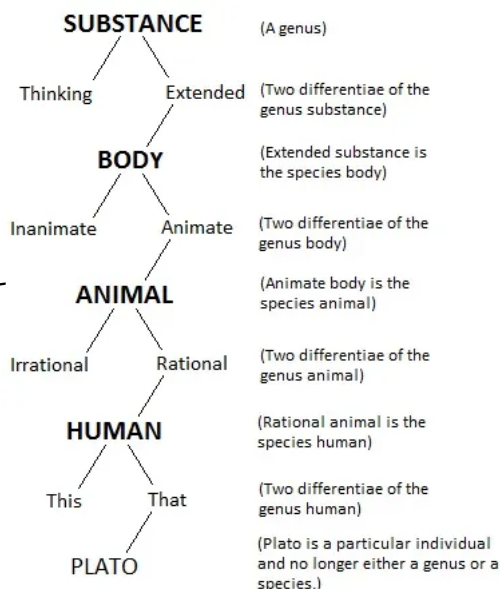 SUBSTANCE (A genus)
Thinking Extended (Two differentiae of the
genus substance)
BODY (Extended substance is
the species body)
Inanimate Animate (Two differentiae of the
genus body)
ANIMAL (Animate body is the
species animal)
Irrational Rational (Two differentiae of the
genus animal)
HUMAN (Rational animal is the
species human)
This That (Two differentiae of the
genus human)
PLATO (Plato is a particular individual
and no longer either a genus or a
species.)